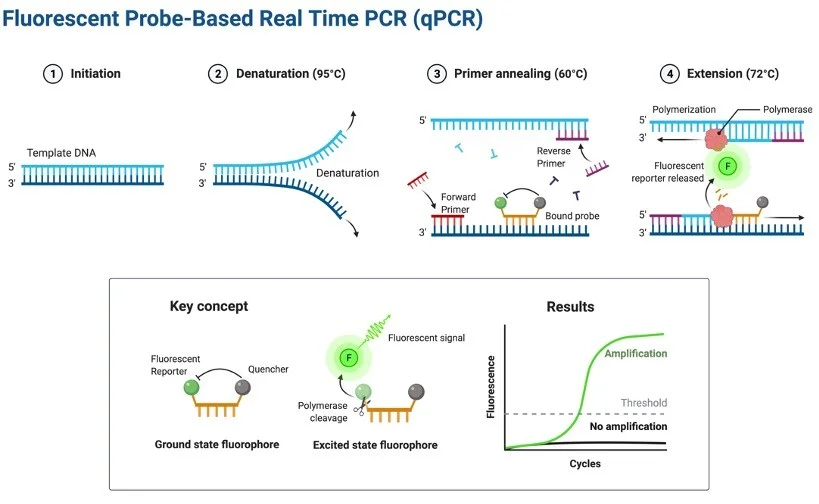 Fluorescent Probe-Based Real Time PCR (qPCR)
1 Initiation
Template DNA
5'
3'
2 Denaturation (95°C)
5'
3'
Denaturation
3 Primer annealing (60°C)
5'
Reverse
Primer
Forward
Primer
Bound probe
3'
4 Extension (72°C)
Polymerization
Polymerase
5'
3'
Fluorescent
reporter released
F
5'
3'
Key concept
Fluorescent
Reporter
Quencher
Ground state fluorophore
F
Fluorescent signal
Polymerase
cleavage
Excited state fluorophore
Results
Fluorescence
Amplification
Threshold
No amplification
Cycles